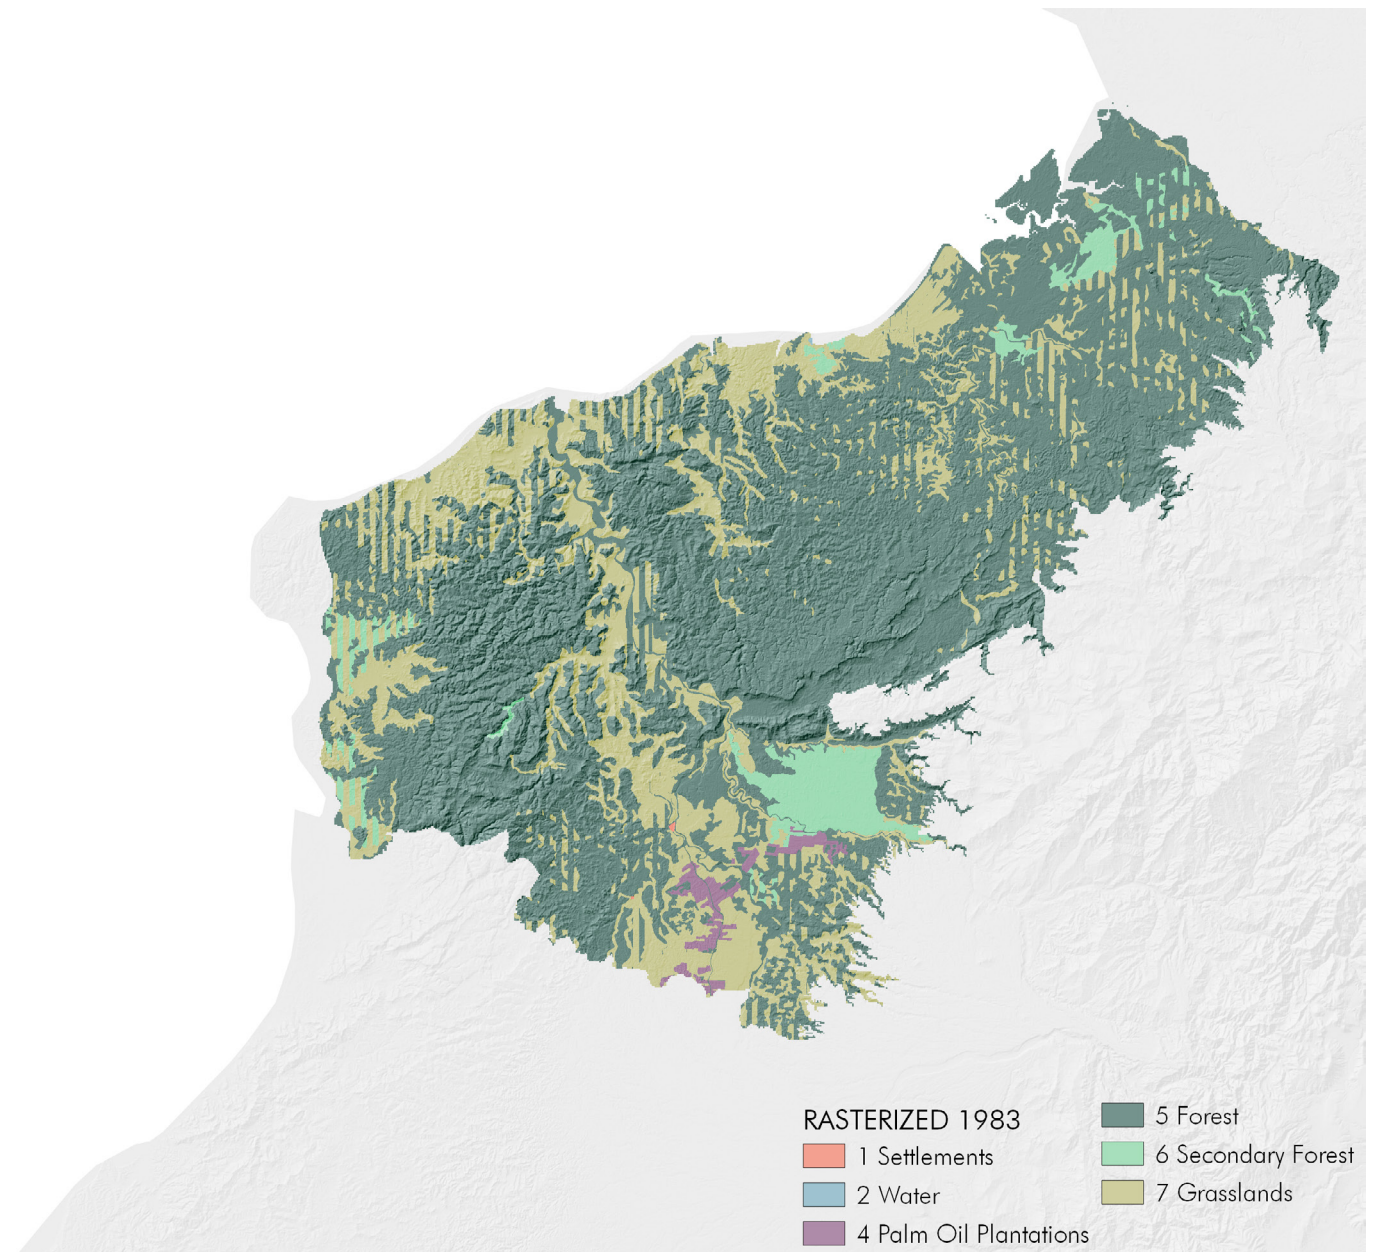 RASTERIZED 1983
1 Settlements
2 Water
4 Palm Oil Plantations
5 Forest
6 Secondary Forest
7 Grasslands